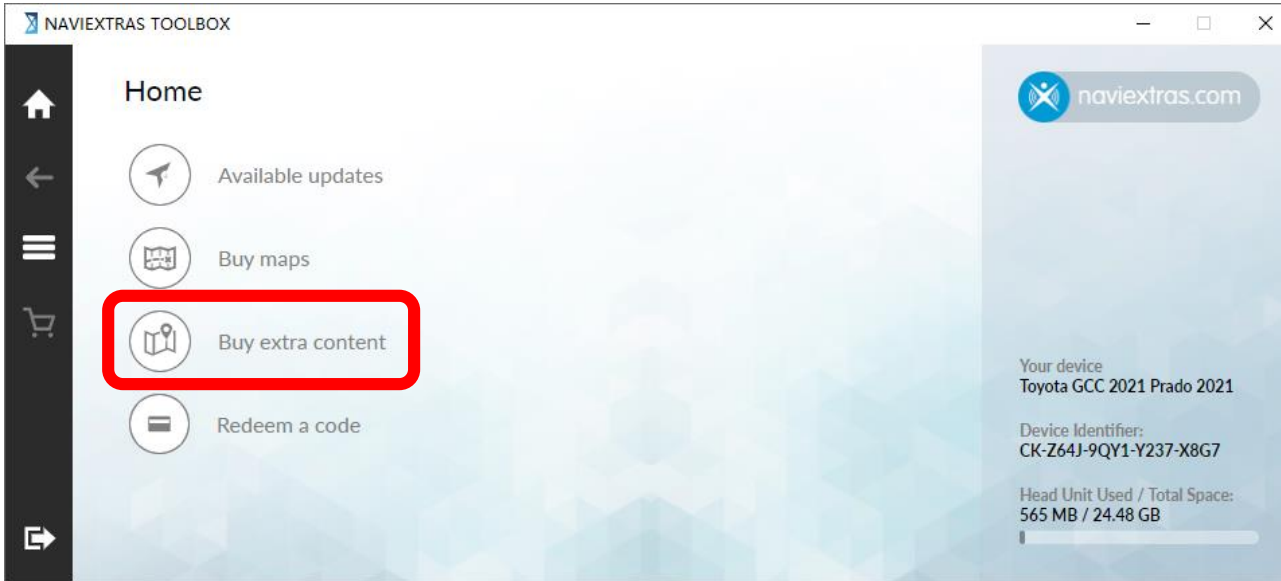 NAVIEXTRAS TOOLBOX
Home
naviextras.com
Available updates
Buy maps
Buy extra content
Redeem a code
Your device
Toyota GCC 2021 Prado 2021
Device Identifier:
CK-Z64J-9QY1-Y237-X8G7
Head Unit Used / Total Space:
565 MB / 24.48 GB